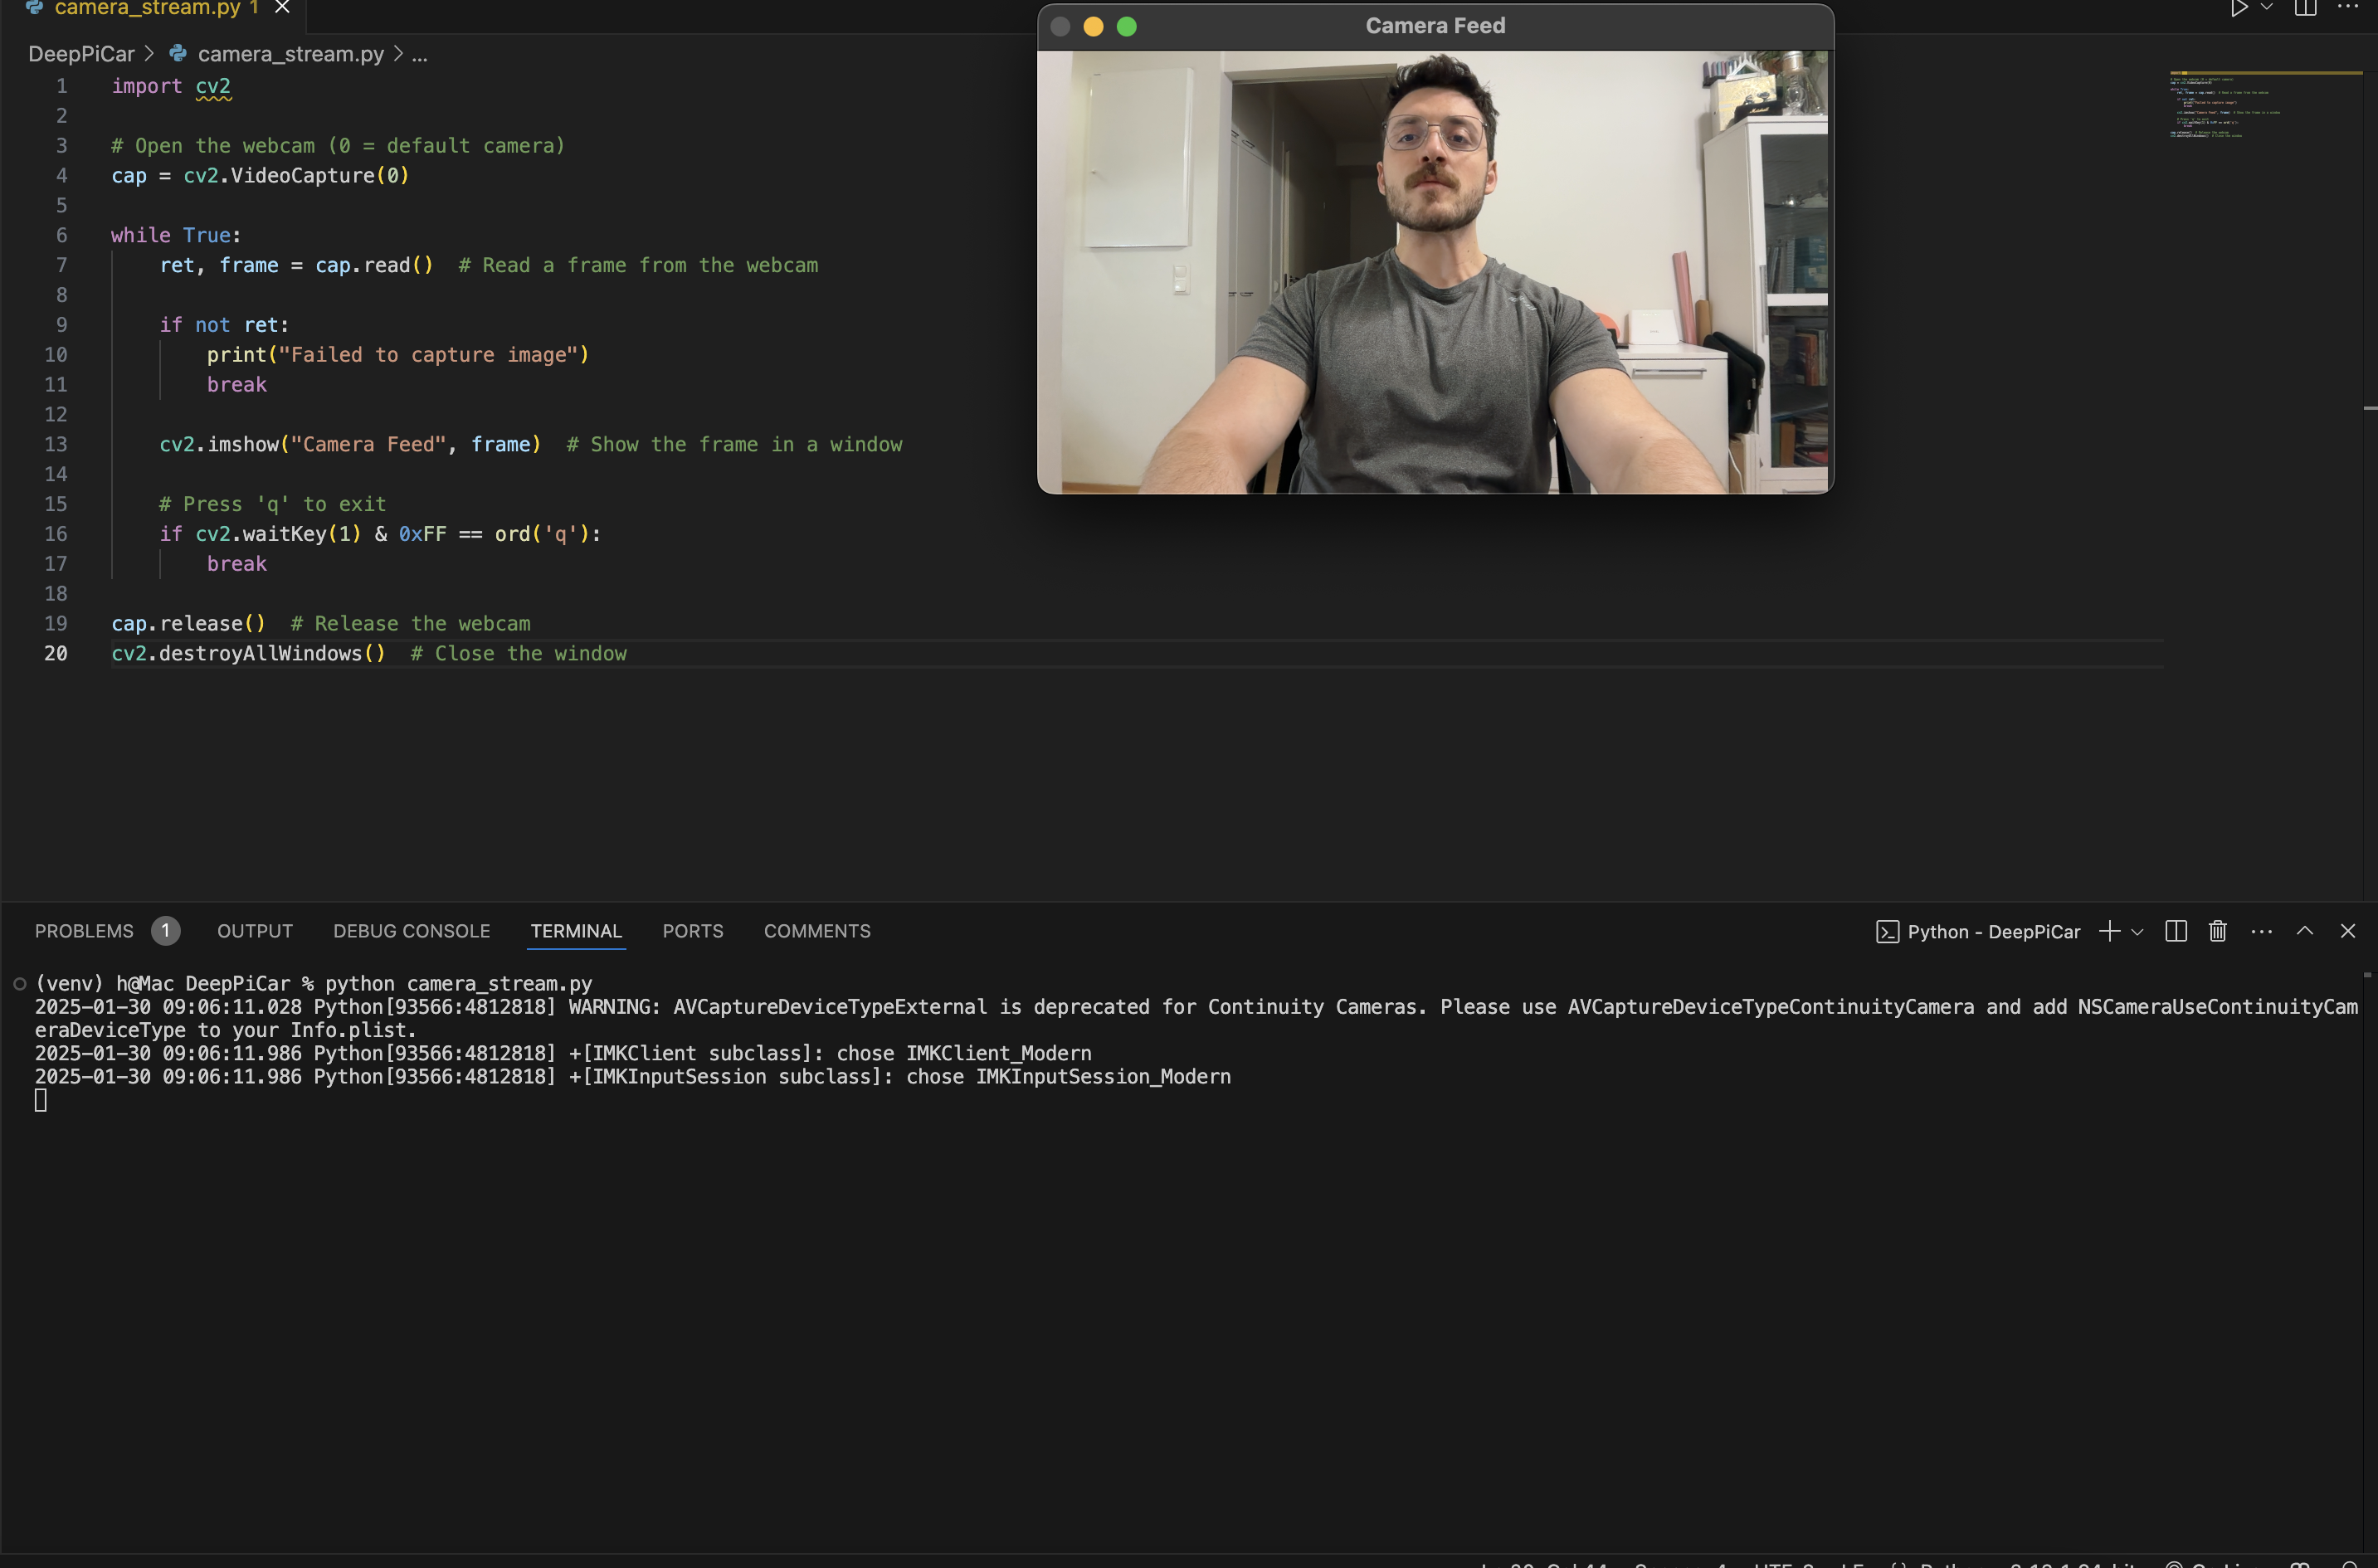 camera_stream.py 1
DeepPiCar > camera_stream.py > ...
1 import cv2
2
3 # Open the webcam (0 = default camera)
4 cap = cv2.VideoCapture(0)
5
6 while True:
7 ret, frame = cap.read()  # Read a frame from the webcam
8
9 if not ret:
10 print("Failed to capture image")
11 break
12
13 cv2.imshow("Camera Feed", frame)  # Show the frame in a window
14
15 # Press 'q' to exit
16 if cv2.waitKey(1) & 0xFF == ord('q'):
17 break
18
19 cap.release()  # Release the webcam
20 cv2.destroyAllWindows()  # Close the window
Camera Feed
PROBLEMS 1 OUTPUT DEBUG CONSOLE TERMINAL PORTS COMMENTS Python - DeepPiCar
(venv) h@Mac DeepPiCar % python camera_stream.py
2025-01-30 09:06:11.028 Python[93566:4812818] WARNING: AVCaptureDeviceTypeExternal is deprecated for Continuity Cameras. Please use AVCaptureDeviceTypeContinuityCamera and add NSCameraUseContinuityCam
eraDeviceType to your Info.plist.
2025-01-30 09:06:11.986 Python[93566:4812818] +[IMKClient subclass]: chose IMKClient_Modern
2025-01-30 09:06:11.986 Python[93566:4812818] +[IMKInputSession subclass]: chose IMKInputSession_Modern